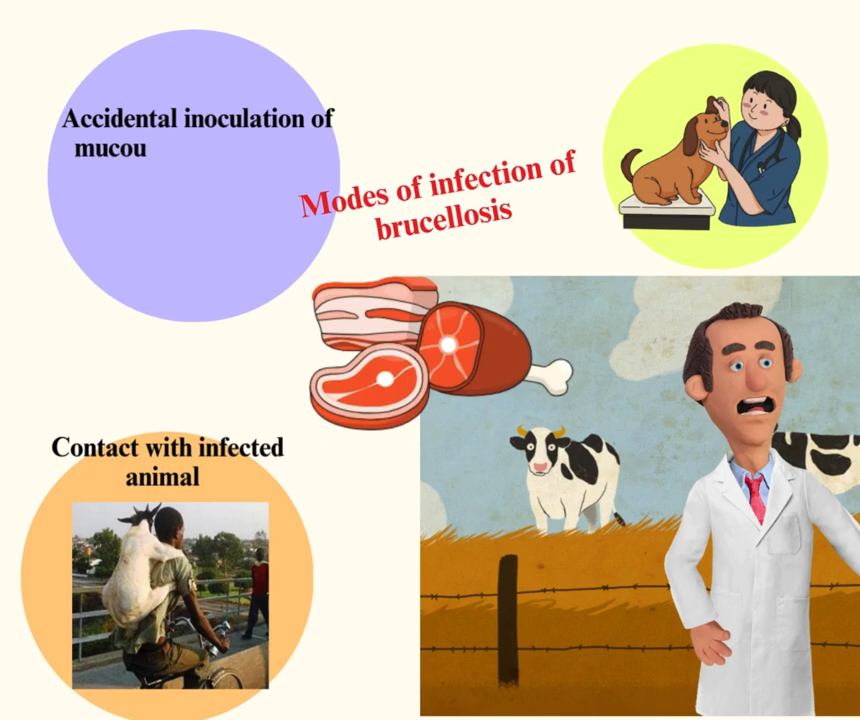 Accidental inoculation of
mucou
Modes of infection of
brucellosis
Contact with infected
animal